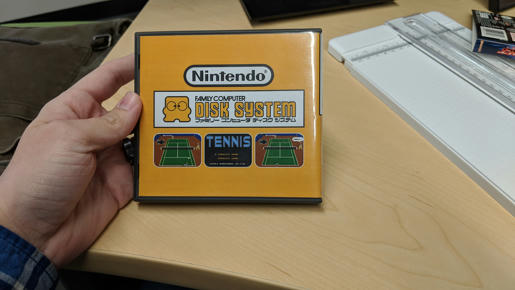 Nintendo®
FAMILY COMPUTER
DISK SYSTEM
ファミリー コンピュータ ディスク システム
TENNIS